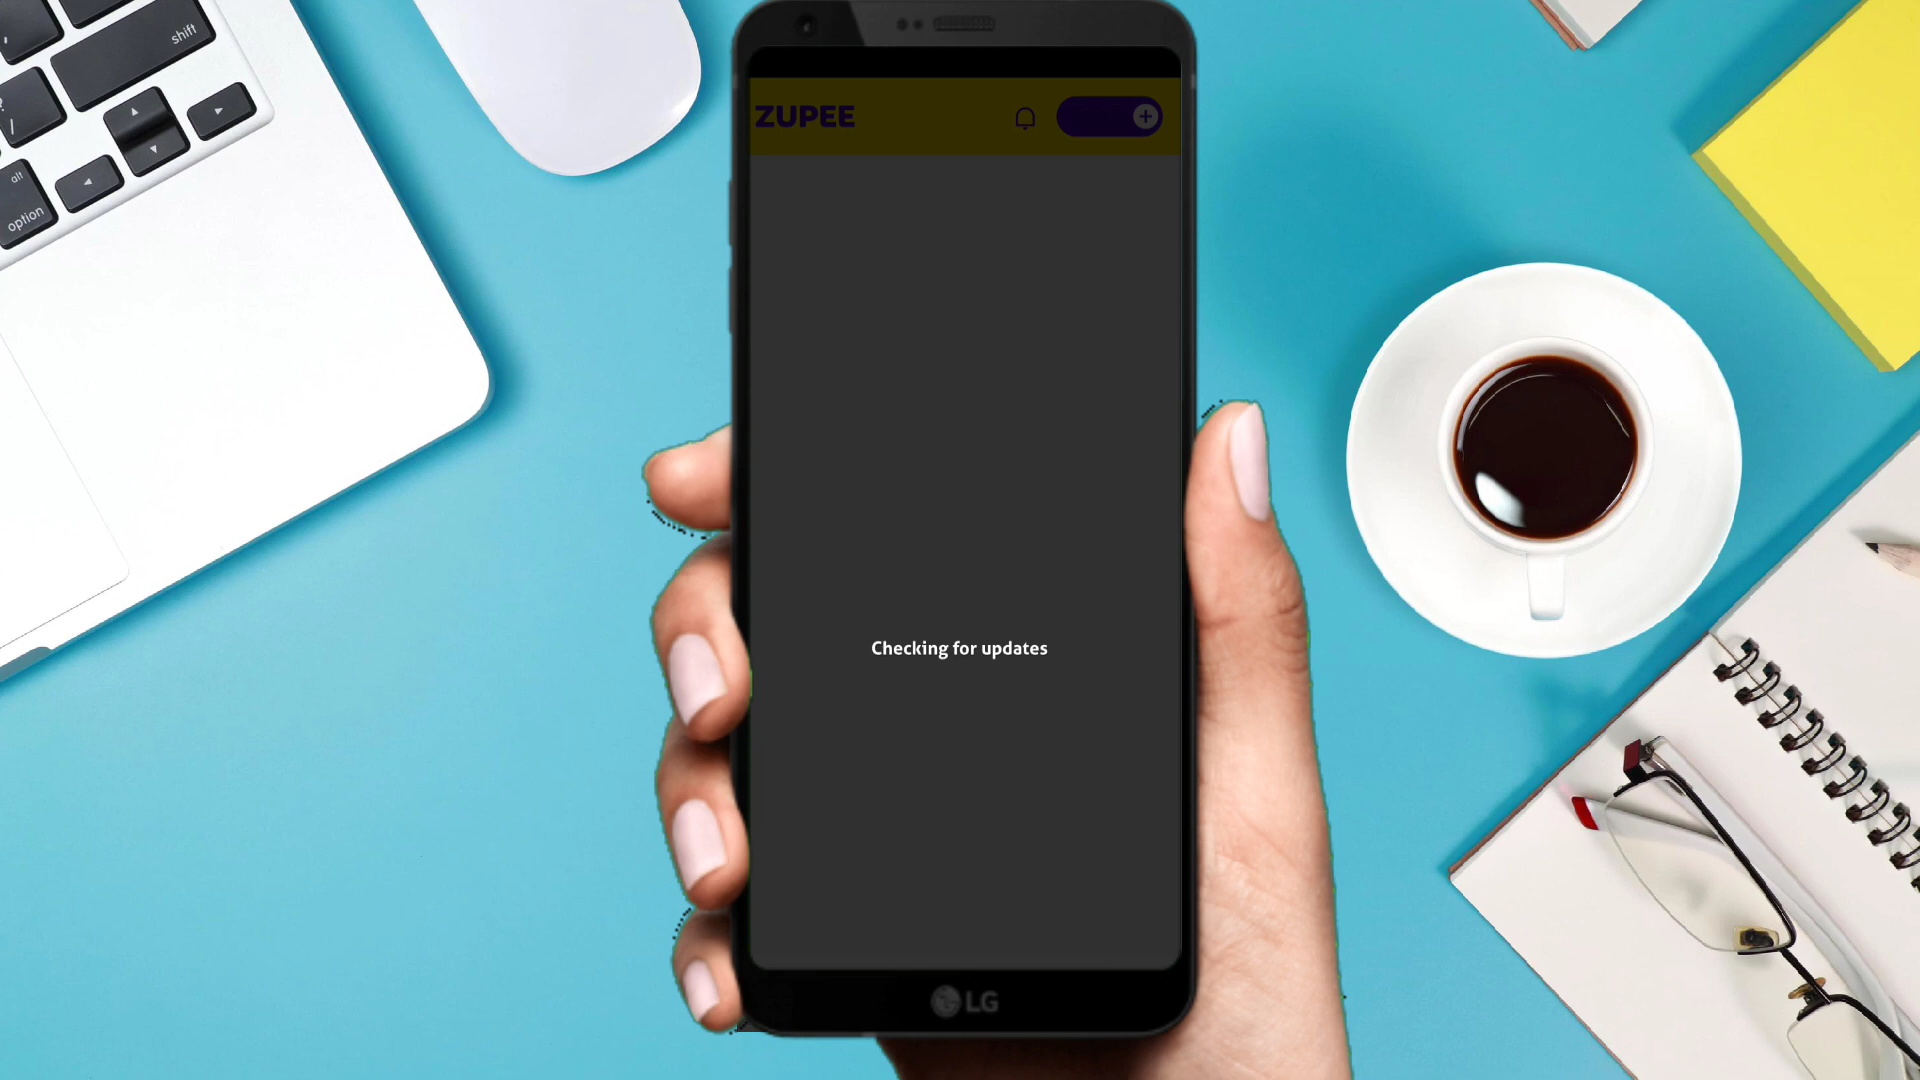 shift
?
/
alt
option
ZUPEE
+
Checking for updates
LG